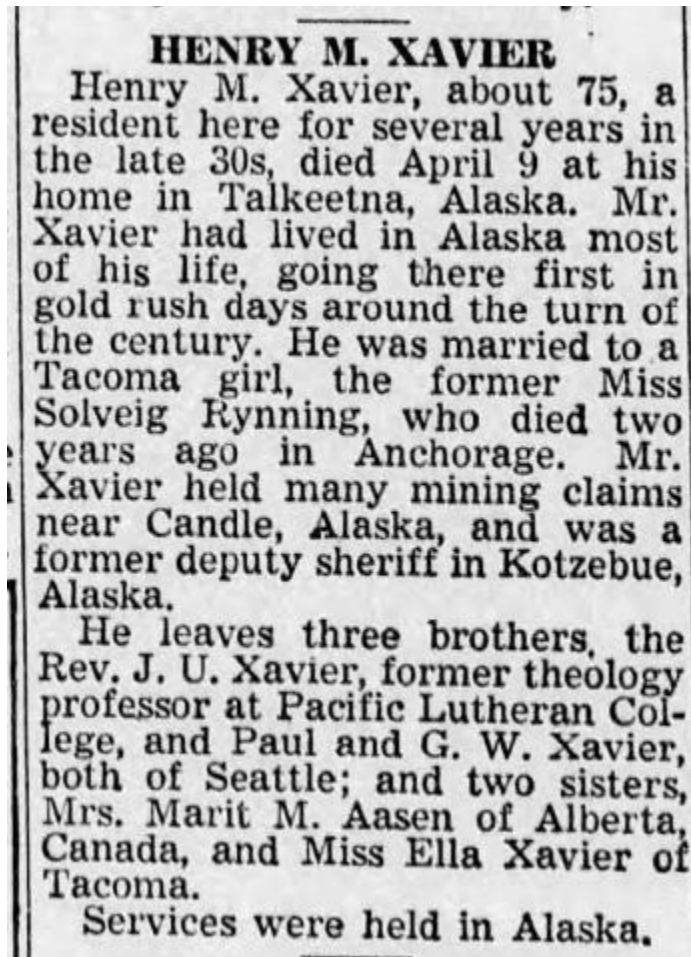 HENRY M. XAVIER
Henry M. Xavier, about 75, a
resident here for several years in
the late 30s, died April 9 at his
home in Talkeetna, Alaska. Mr.
Xavier had lived in Alaska most
of his life, going there first in
gold rush days around the turn of
the century. He was married to a
Tacoma girl, the former Miss
Solveig Rynning, who died two
years ago in Anchorage. Mr.
Xavier held many mining claims
near Candle, Alaska, and was a
former deputy sheriff in Kotzebue,
Alaska.
He leaves three brothers, the
Rev. J. U. Xavier, former theology
professor at Pacific Lutheran Col-
lege, and Paul and G. W. Xavier,
both of Seattle; and two sisters,
Mrs. Marit M. Aasen of Alberta,
Canada, and Miss Ella Xavier of
Tacoma.
Services were held in Alaska.